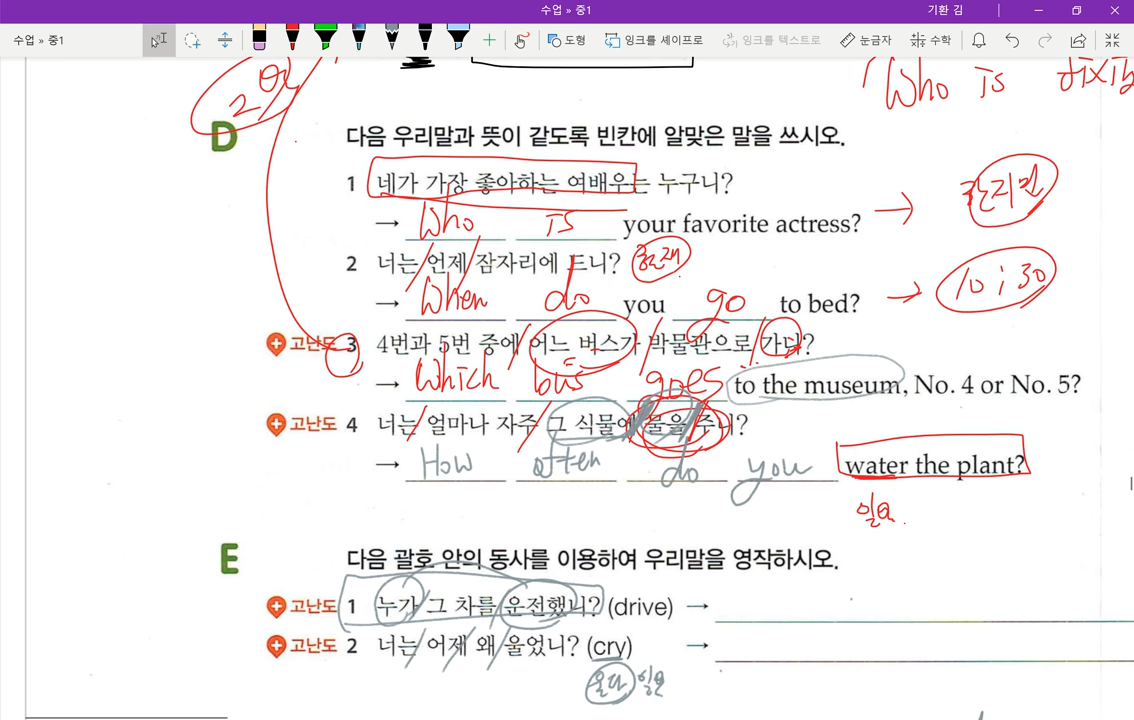 수업 » 중1
기환 김
수업 » 중1
도형
잉크를 셰이프로
잉크를 텍스트로
눈금자
수학
2
Who is
D 다음 우리말과 뜻이 같도록 빈칸에 알맞은 말을 쓰시오.
1 네가 가장 좋아하는 여배우는 누구니?
→ Who is your favorite actress? →
2 너는 언제 잠자리에 드니? 현재
→ When do you go to bed? → 10:30
고난도 3 4번과 5번 중에 어느 버스가 박물관으로 가니?
→ which bus goes to the museum, No. 4 or No. 5?
고난도 4 너는 얼마나 자주 그 식물에 물을 주니?
→ How often do you water the plant?
E 다음 괄호 안의 동사를 이용하여 우리말을 영작하시오.
고난도 1 누가 그 차를 운전했니? (drive) →
고난도 2 너는 어제 왜 울었니? (cry) →
울다